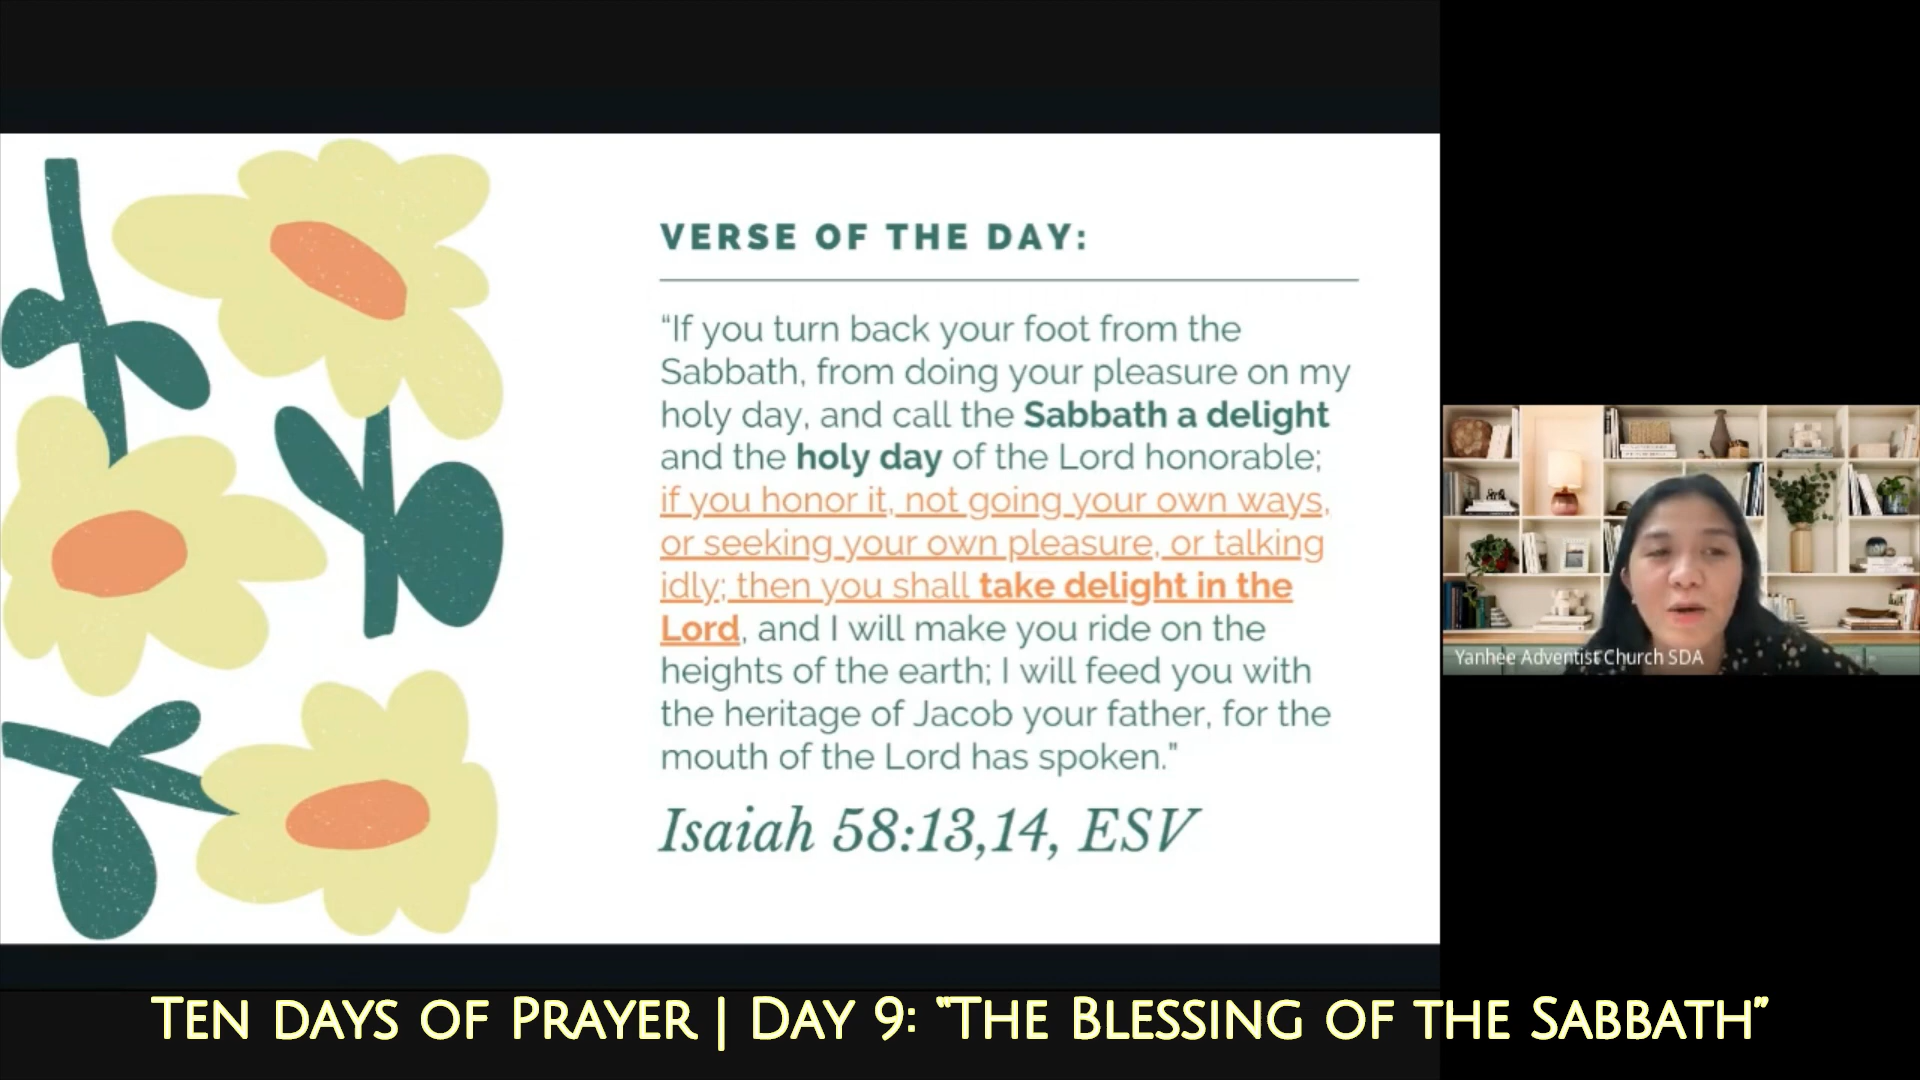 VERSE OF THE DAY:
“If you turn back your foot from the
Sabbath, from doing your pleasure on my
holy day, and call the Sabbath a delight
and the holy day of the Lord honorable;
if you honor it, not going your own ways,
or seeking your own pleasure, or talking
idly; then you shall take delight in the
Lord, and I will make you ride on the
heights of the earth; I will feed you with
the heritage of Jacob your father, for the
mouth of the Lord has spoken.”
Isaiah 58:13,14, ESV
Yanhee Adventist Church SDA
Ten days of Prayer | Day 9: “The Blessing of the Sabbath”